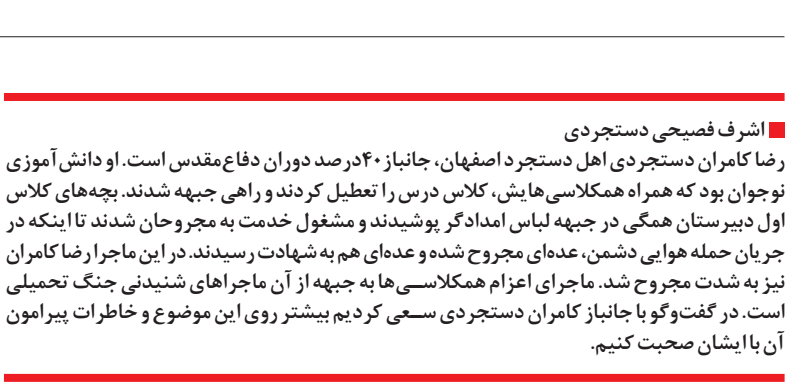 اشرف فصیحی دستجردی
رضا کامران دستجردی اهل دستجرد اصفهان، جانباز ۴۰درصد دوران دفاع‌مقدس است. او دانش‌آموزی
نوجوان بود که همراه همکلاسی‌هایش، کلاس درس را تعطیل کردند و راهی جبهه شدند. بچه‌های کلاس
اول دبیرستان همگی در جبهه لباس امدادگر پوشیدند و مشغول خدمت به مجروحان شدند تا اینکه در
جریان حمله هوایی دشمن، عده‌ای مجروح شده و عده‌ای هم به شهادت رسیدند. در این ماجرا رضا کامران
نیز به شدت مجروح شد. ماجرای اعزام همکلاسـی‌ها به جبهه از آن ماجراهای شنیدنی جنگ تحمیلی
است. در گفت‌وگو با جانباز کامران دستجردی سـعی کردیم بیشتر روی این موضوع و خاطرات پیرامون
آن با ایشان صحبت کنیم.